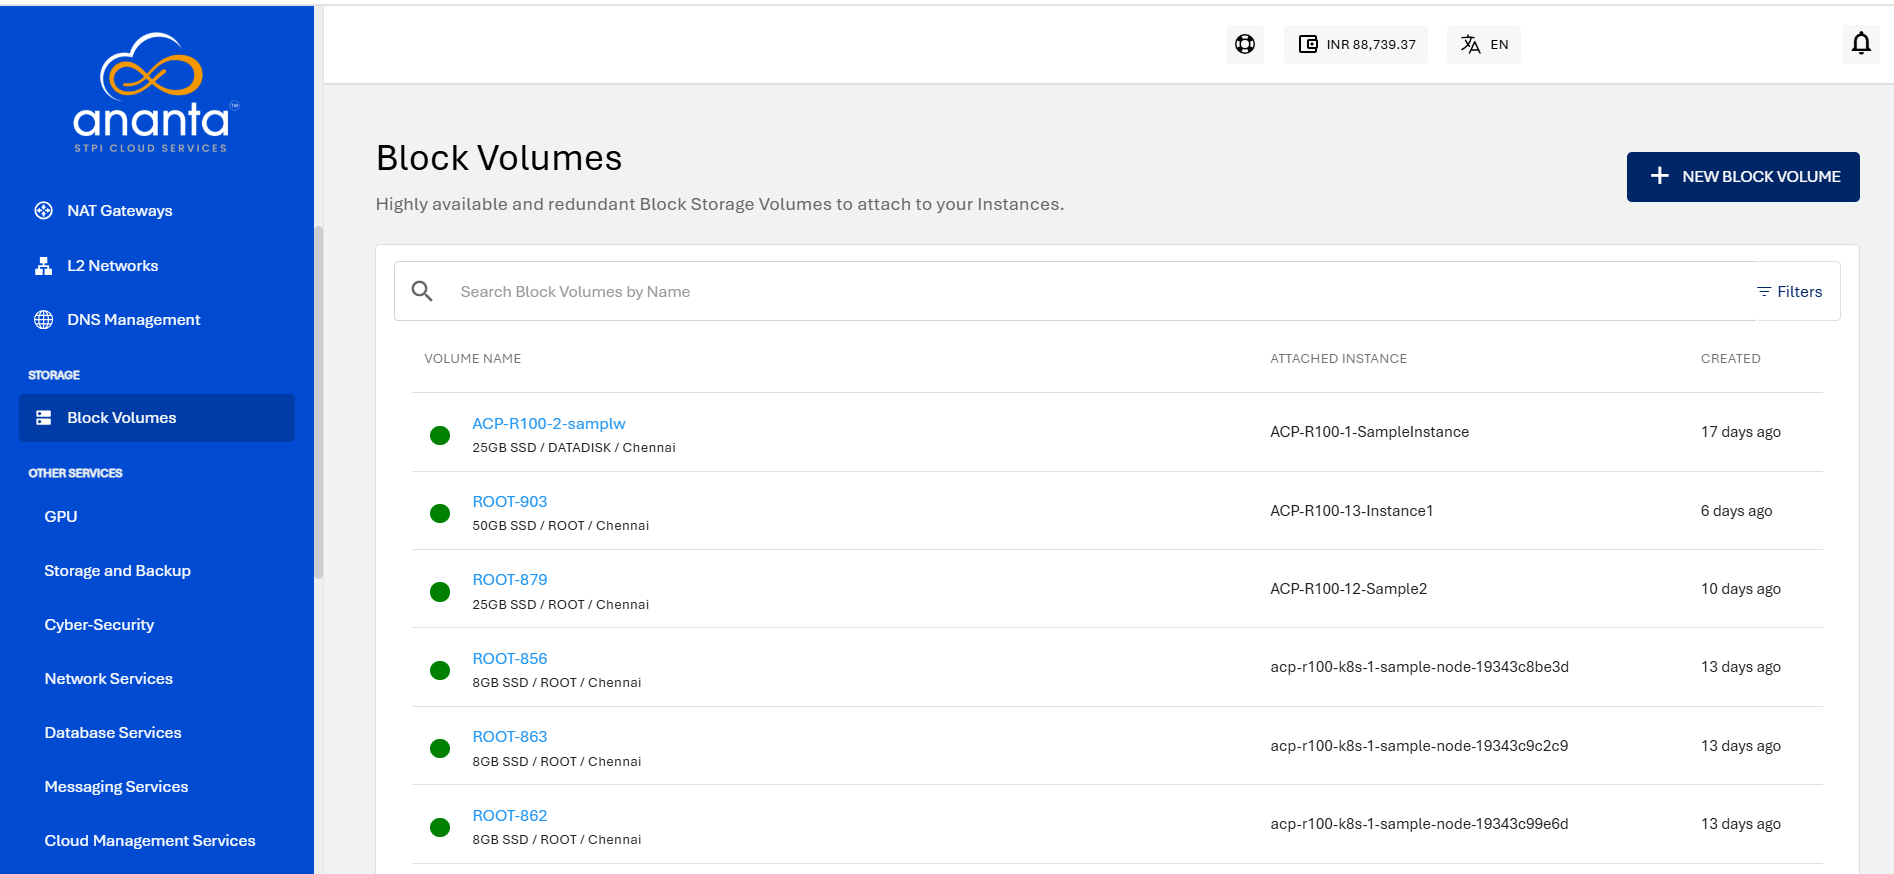 ananta™
STPI CLOUD SERVICES
NAT Gateways
L2 Networks
DNS Management
STORAGE
Block Volumes
OTHER SERVICES
GPU
Storage and Backup
Cyber-Security
Network Services
Database Services
Messaging Services
Cloud Management Services
INR 88,739.37
EN
Block Volumes
Highly available and redundant Block Storage Volumes to attach to your Instances.
NEW BLOCK VOLUME
Search Block Volumes by Name
Filters
VOLUME NAME ATTACHED INSTANCE CREATED
ACP-R100-2-samplw
25GB SSD / DATADISK / Chennai
ACP-R100-1-SampleInstance
17 days ago
ROOT-903
50GB SSD / ROOT / Chennai
ACP-R100-13-Instance1
6 days ago
ROOT-879
25GB SSD / ROOT / Chennai
ACP-R100-12-Sample2
10 days ago
ROOT-856
8GB SSD / ROOT / Chennai
acp-r100-k8s-1-sample-node-19343c8be3d
13 days ago
ROOT-863
8GB SSD / ROOT / Chennai
acp-r100-k8s-1-sample-node-19343c9c2c9
13 days ago
ROOT-862
8GB SSD / ROOT / Chennai
acp-r100-k8s-1-sample-node-19343c99e6d
13 days ago